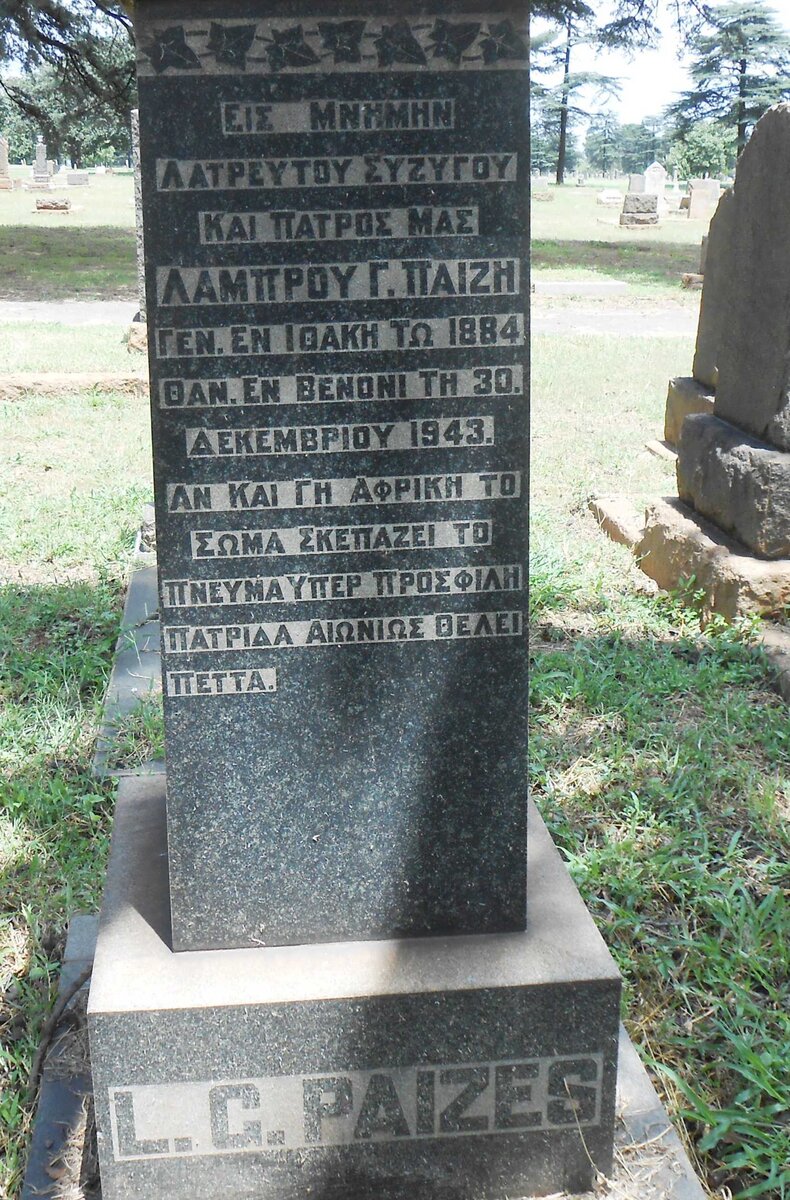 ΕΙΣ ΜΝΗΜΗΝ
ΛΑΤΡΕΥΤΟΥ ΣΥΖΥΓΟΥ
ΚΑΙ ΠΑΤΡΟΣ ΜΑΣ
ΛΑΜΠΡΟΥ Γ. ΠΑΙΖΗ
ΓΕΝ. ΕΝ ΙΘΑΚΗ ΤΩ 1884
ΘΑΝ. ΕΝ ΒΕΝΟΝΙ ΤΗ 30.
ΔΕΚΕΜΒΡΙΟΥ 1943.
ΑΝ ΚΑΙ ΓΗ ΑΦΡΙΚΗ ΤΟ
ΣΩΜΑ ΣΚΕΠΑΖΕΙ ΤΟ
ΠΝΕΥΜΑ ΥΠΕΡ ΠΡΟΣΦΙΛΗ
ΠΑΤΡΙΔΑ ΑΙΩΝΙΩΣ ΘΕΛΕΙ
ΠΕΤΤΑ.
L. G. PAIZES